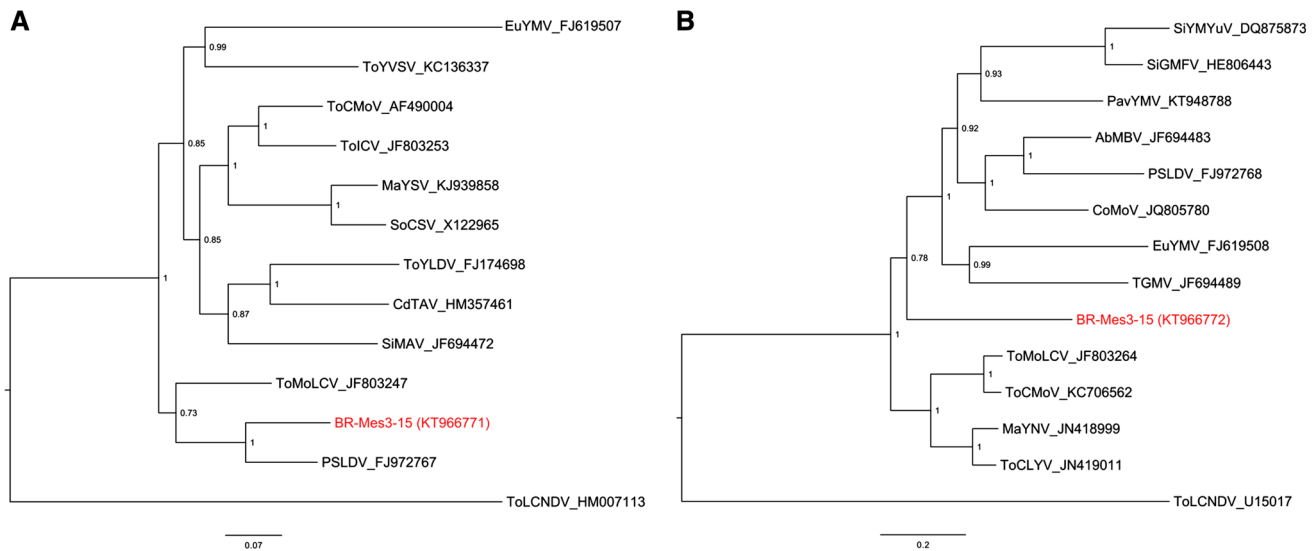 A
EuYMV_FJ619507
0.99
ToYVSV_KC136337
ToCMoV_AF490004
1
0.85
ToICV_JF803253
1
MaYSV_KJ939858
1
SoCSV_X122965
0.85
ToYLDV_FJ174698
1
1
CdTAV_HM357461
0.87
SiMAV_JF694472
ToMoLCV_JF803247
0.73
BR-Mes3-15 (KT966771)
1
PSLDV_FJ972767
ToLCNDV_HM007113
0.07
B
SiYMYuV_DQ875873
1
SiGMFV_HE806443
0.93
PavYMV_KT948788
0.92
AbMBV_JF694483
1
PSLDV_FJ972768
1
1
CoMoV_JQ805780
EuYMV_FJ619508
0.78
0.99
TGMV_JF694489
BR-Mes3-15 (KT966772)
1
ToMoLCV_JF803264
1
ToCMoV_KC706562
1
MaYNV_JN418999
1
ToCLYV_JN419011
ToLCNDV_U15017
0.2